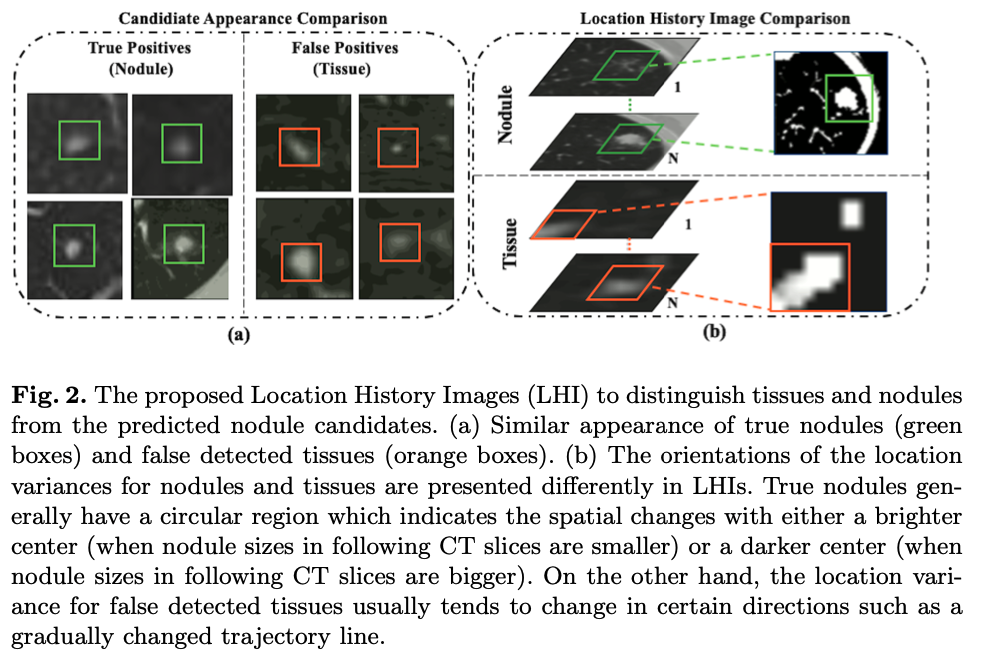 Candidiate Appearance Comparison
True Positives
(Nodule)
False Positives
(Tissue)
(a)
Location History Image Comparison
Nodule
1
N
Tissue
1
N
(b)
Fig. 2. The proposed Location History Images (LHI) to distinguish tissues and nodules
from the predicted nodule candidates. (a) Similar appearance of true nodules (green
boxes) and false detected tissues (orange boxes). (b) The orientations of the location
variances for nodules and tissues are presented differently in LHIs. True nodules gen-
erally have a circular region which indicates the spatial changes with either a brighter
center (when nodule sizes in following CT slices are smaller) or a darker center (when
nodule sizes in following CT slices are bigger). On the other hand, the location vari-
ance for false detected tissues usually tends to change in certain directions such as a
gradually changed trajectory line.